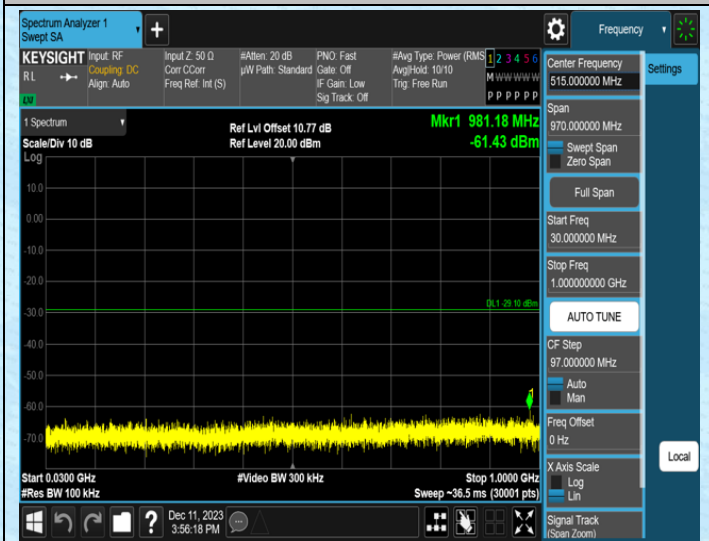 Spectrum Analyzer 1
Swept SA
+
Frequency
KEYSIGHT
RL
LXI
Input: RF
Coupling: DC
Align: Auto
Input Z: 50 Ω
Corr CCorr
Freq Ref: Int (S)
#Atten: 20 dB
µW Path: Standard
PNO: Fast
Gate: Off
IF Gain: Low
Sig Track: Off
#Avg Type: Power (RMS
Avg|Hold: 10/10
Trig: Free Run
1 2 3 4 5 6
M W W W W W
P P P P P P
1 Spectrum
Scale/Div 10 dB
Log
Ref Lvl Offset 10.77 dB
Ref Level 20.00 dBm
Mkr1 981.18 MHz
-61.43 dBm
10.0
0.00
-10.0
-20.0
-30.0
-40.0
-50.0
-60.0
-70.0
DL1 -29.10 dBm
1
Start 0.0300 GHz
#Res BW 100 kHz
#Video BW 300 kHz
Stop 1.0000 GHz
Sweep ~36.5 ms (30001 pts)
?
Dec 11, 2023
3:56:18 PM
Center Frequency
515.000000 MHz
Span
970.000000 MHz
Swept Span
Zero Span
Full Span
Start Freq
30.000000 MHz
Stop Freq
1.000000000 GHz
AUTO TUNE
CF Step
97.000000 MHz
Auto
Man
Freq Offset
0 Hz
X Axis Scale
Log
Lin
Signal Track
(Span Zoom)
Settings
Local